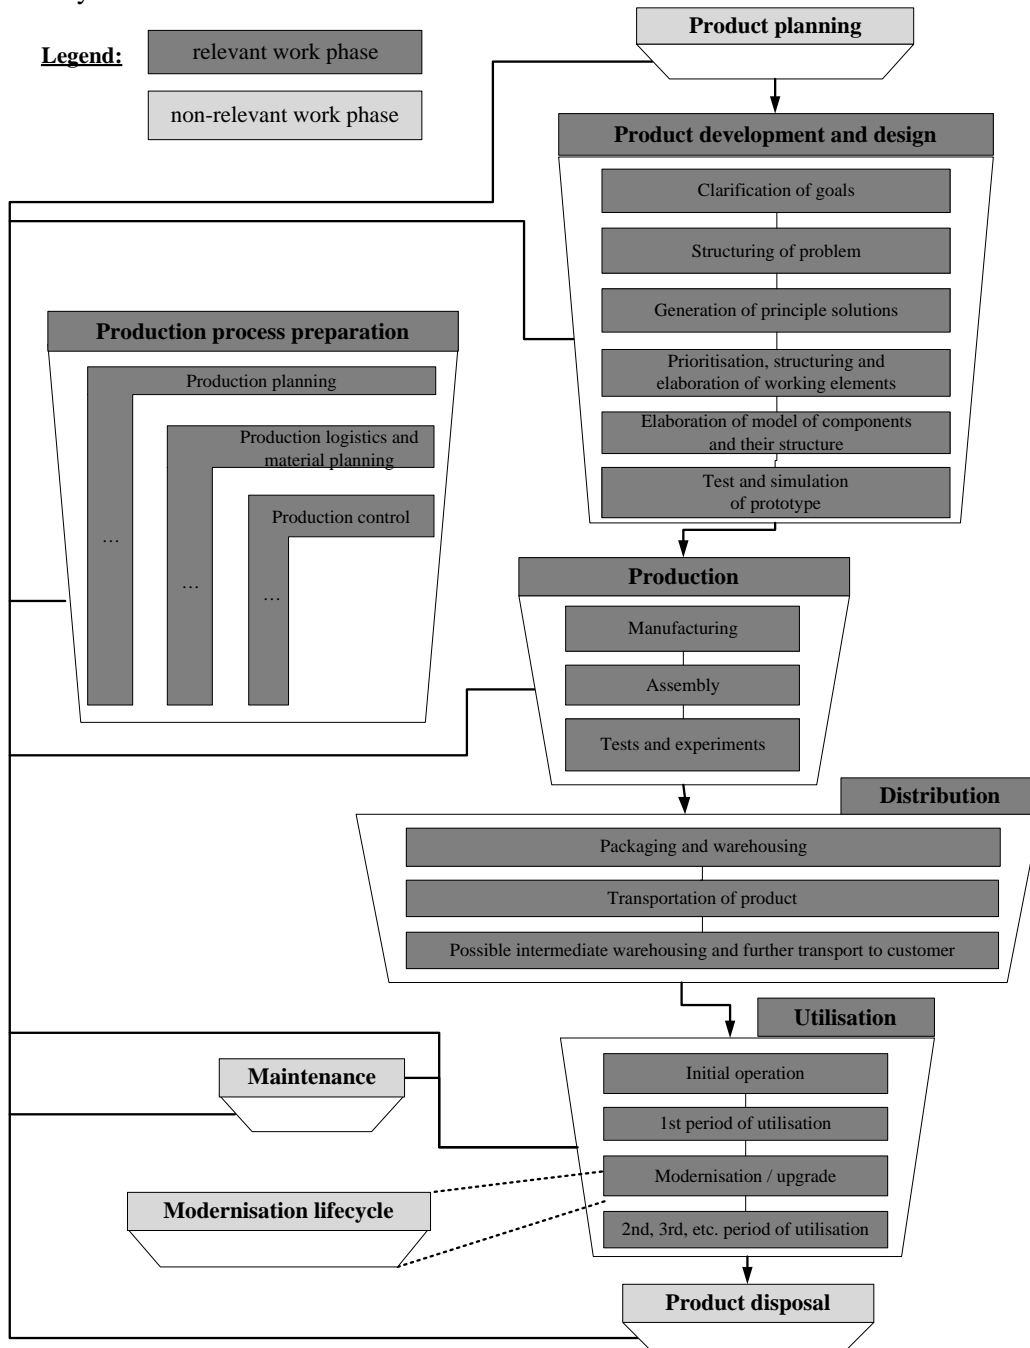 Product planning
Legend:
relevant work phase
non-relevant work phase
Product development and design
Clarification of goals
Structuring of problem
Generation of principle solutions
Prioritisation, structuring and
elaboration of working elements
Elaboration of model of components
and their structure
Test and simulation
of prototype
Production process preparation
Production planning
Production logistics and
material planning
Production control
…
…
…
Production
Manufacturing
Assembly
Tests and experiments
Distribution
Packaging and warehousing
Transportation of product
Possible intermediate warehousing and further transport to customer
Utilisation
Initial operation
1st period of utilisation
Modernisation / upgrade
2nd, 3rd, etc. period of utilisation
Maintenance
Modernisation lifecycle
Product disposal